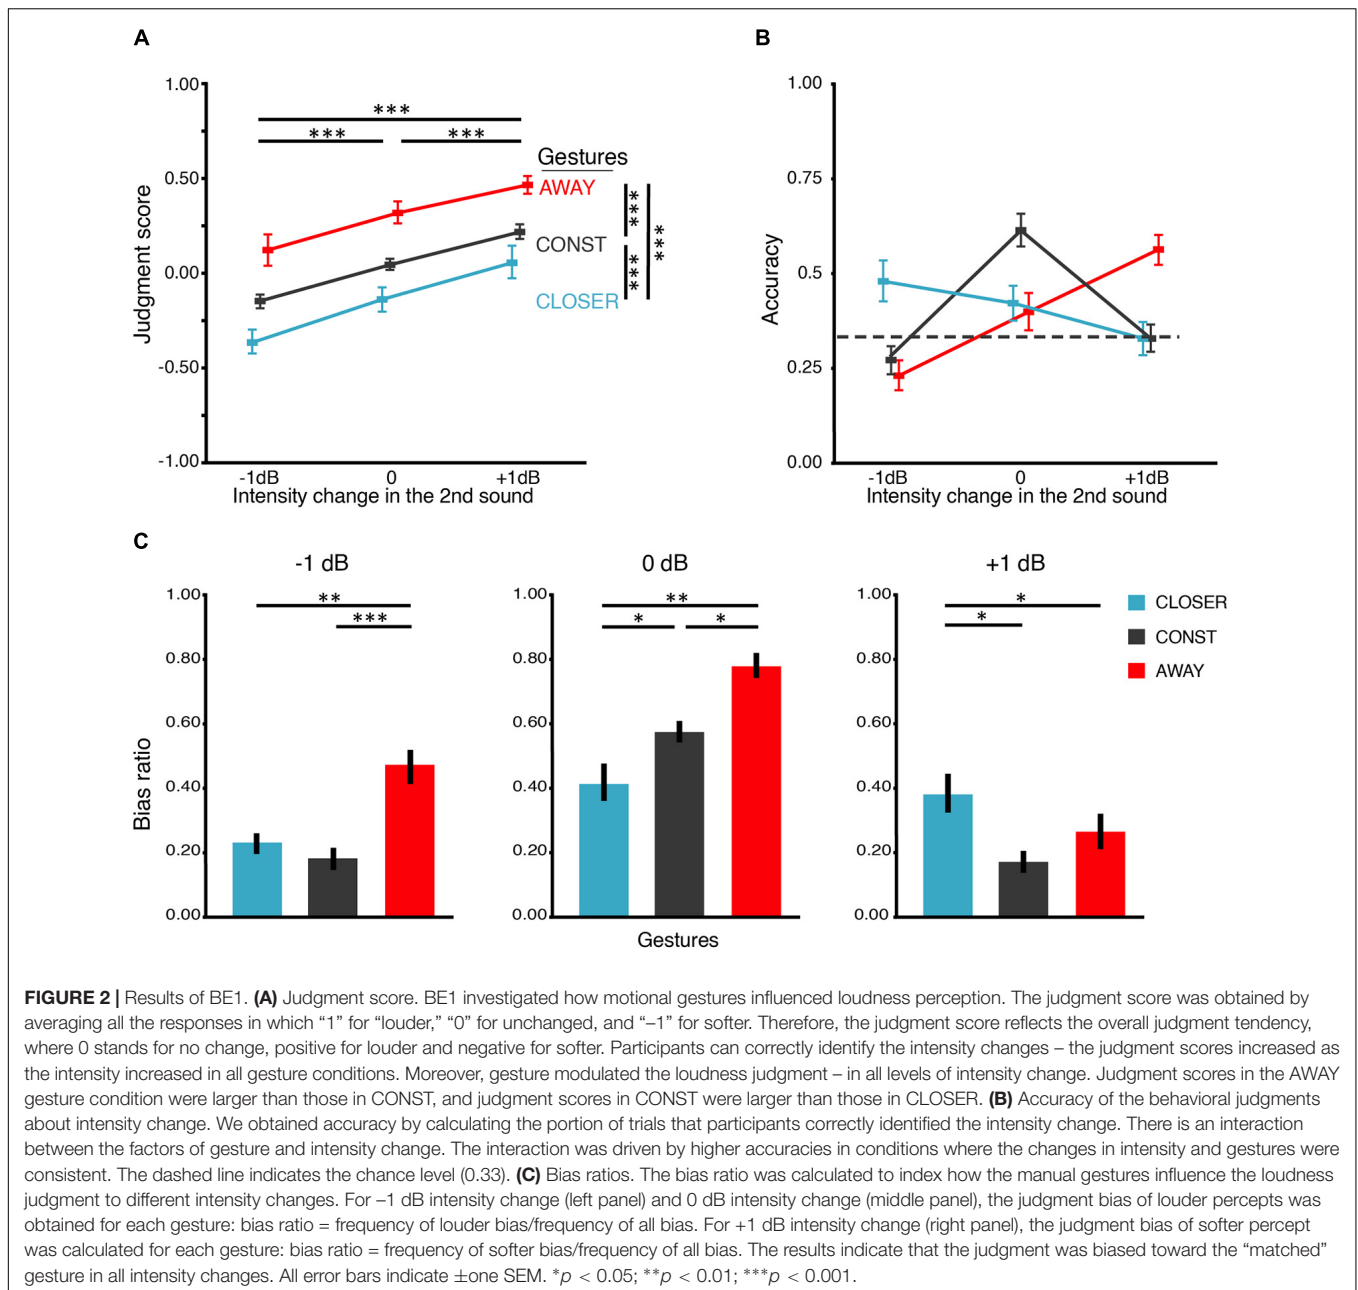 A
1.00
0.50
0.00
-0.50
-1.00
Judgment score
***
*** ***
Gestures
AWAY
CONST
CLOSER
***
***
***
-1dB 0 +1dB
Intensity change in the 2nd sound
B
1.00
0.75
0.5
0.25
0.00
Accuracy
-1dB 0 +1dB
Intensity change in the 2nd sound
C
-1 dB
1.00
0.80
0.60
0.40
0.20
0.00
Bias ratio
**
***
0 dB
1.00
0.80
0.60
0.40
0.20
0.00
**
* *
Gestures
+1 dB
1.00
0.80
0.60
0.40
0.20
0.00
*
*
CLOSER
CONST
AWAY
FIGURE 2 | Results of BE1. (A) Judgment score. BE1 investigated how motional gestures influenced loudness perception. The judgment score was obtained by
averaging all the responses in which “1” for “louder,” “0” for unchanged, and “–1” for softer. Therefore, the judgment score reflects the overall judgment tendency,
where 0 stands for no change, positive for louder and negative for softer. Participants can correctly identify the intensity changes – the judgment scores increased as
the intensity increased in all gesture conditions. Moreover, gesture modulated the loudness judgment – in all levels of intensity change. Judgment scores in the AWAY
gesture condition were larger than those in CONST, and judgment scores in CONST were larger than those in CLOSER. (B) Accuracy of the behavioral judgments
about intensity change. We obtained accuracy by calculating the portion of trials that participants correctly identified the intensity change. There is an interaction
between the factors of gesture and intensity change. The interaction was driven by higher accuracies in conditions where the changes in intensity and gestures were
consistent. The dashed line indicates the chance level (0.33). (C) Bias ratios. The bias ratio was calculated to index how the manual gestures influence the loudness
judgment to different intensity changes. For –1 dB intensity change (left panel) and 0 dB intensity change (middle panel), the judgment bias of louder percepts was
obtained for each gesture: bias ratio = frequency of louder bias/frequency of all bias. For +1 dB intensity change (right panel), the judgment bias of softer percept
was calculated for each gesture: bias ratio = frequency of softer bias/frequency of all bias. The results indicate that the judgment was biased toward the “matched”
gesture in all intensity changes. All error bars indicate ±one SEM. *p < 0.05; **p < 0.01; ***p < 0.001.